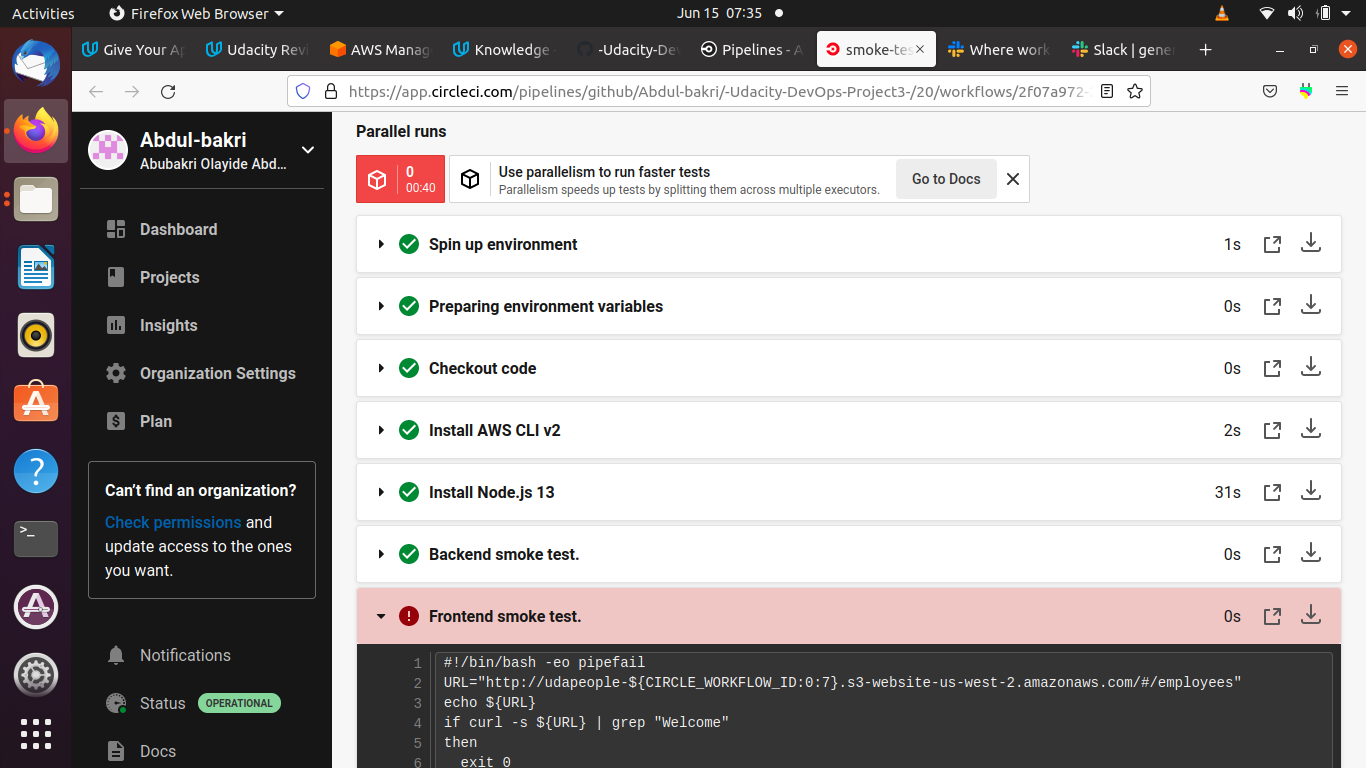 Activities
Firefox Web Browser
Jun 15 07:35
Give Your Ap
Udacity Revi
AWS Manag
Knowledge -
-Udacity-Dev
Pipelines - A
smoke-tes
Where work
Slack | gener
https://app.circleci.com/pipelines/github/Abdul-bakri/-Udacity-DevOps-Project3-/20/workflows/2f07a972-
Abdul-bakri
Abubakri Olayide Abd...
Dashboard
Projects
Insights
Organization Settings
Plan
Can't find an organization?
Check permissions and
update access to the ones
you want.
Notifications
Status OPERATIONAL
Docs
Parallel runs
0
00:40
Use parallelism to run faster tests
Parallelism speeds up tests by splitting them across multiple executors.
Go to Docs
Spin up environment 1s
Preparing environment variables 0s
Checkout code 0s
Install AWS CLI v2 2s
Install Node.js 13 31s
Backend smoke test. 0s
Frontend smoke test. 0s
1 #!/bin/bash -eo pipefail
2 URL="http://udapeople-${CIRCLE_WORKFLOW_ID:0:7}.s3-website-us-west-2.amazonaws.com/#/employees"
3 echo ${URL}
4 if curl -s ${URL} | grep "Welcome"
5 then
6 exit 0